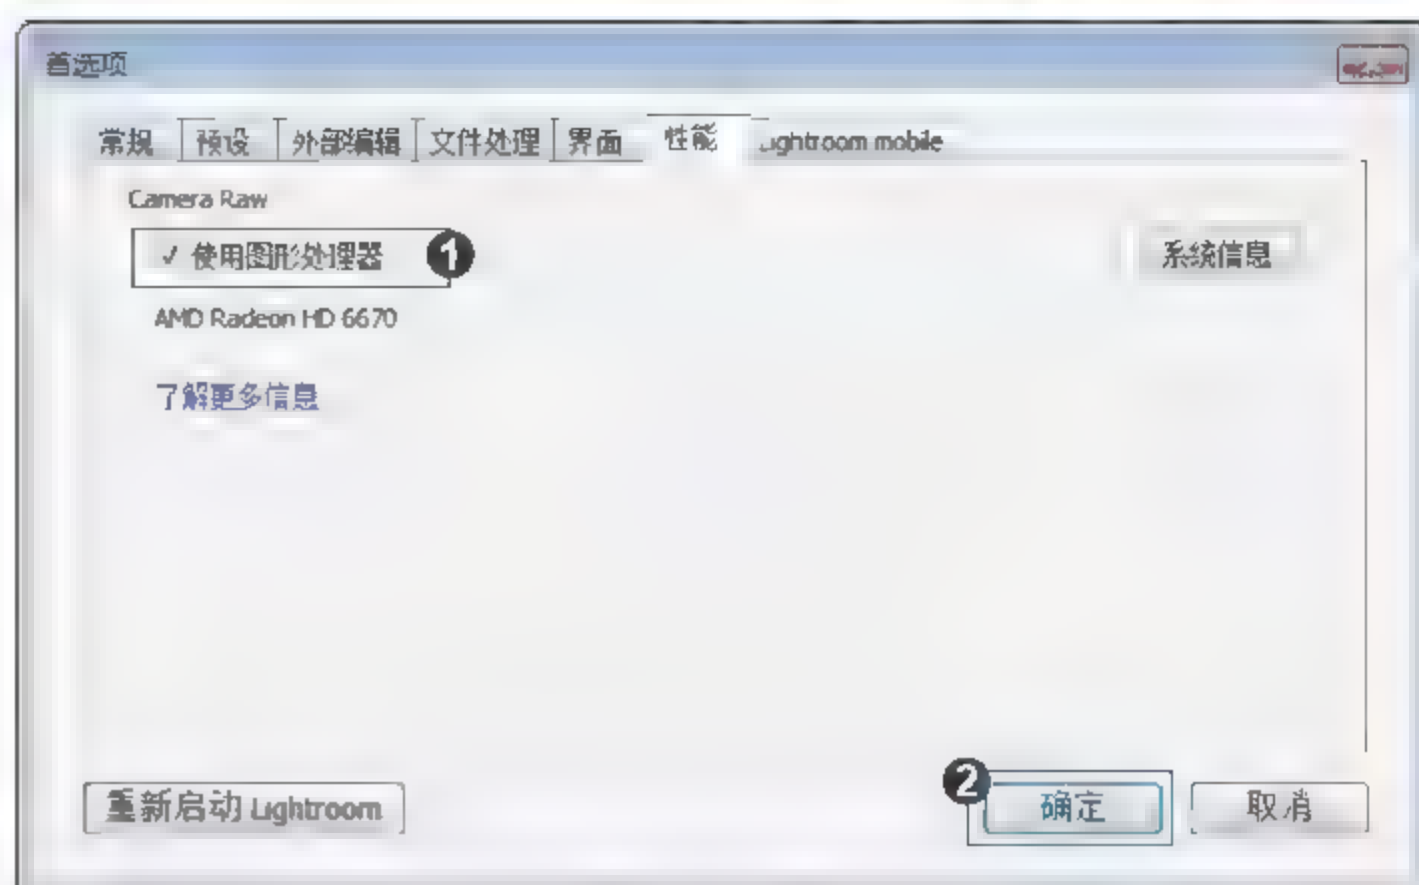 首选项
常规 预设 外部编辑 文件处理 界面 性能 Lightroom mobile
Camera Raw
✓ 使用图形处理器 1
系统信息
AMD Radeon HD 6670
了解更多信息
重新启动 Lightroom
2 确定 取消